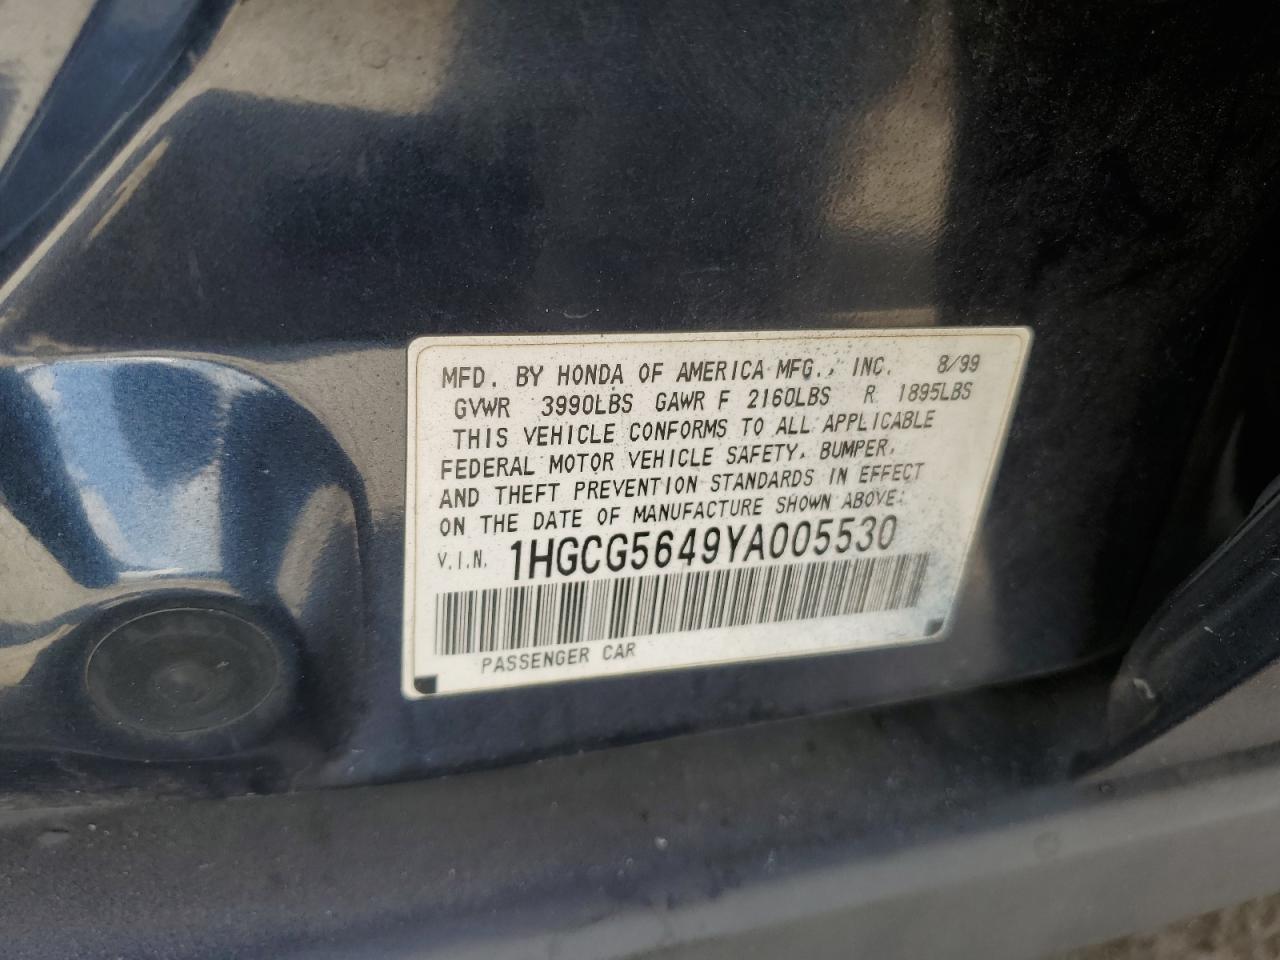 MFD. BY HONDA OF AMERICA MFG., INC. 8/99
GVWR 3990LBS GAWR F 2160LBS R 1895LBS
THIS VEHICLE CONFORMS TO ALL APPLICABLE
FEDERAL MOTOR VEHICLE SAFETY, BUMPER,
AND THEFT PREVENTION STANDARDS IN EFFECT
ON THE DATE OF MANUFACTURE SHOWN ABOVE:
V.I.N. 1HGCG5649YA005530
PASSENGER CAR